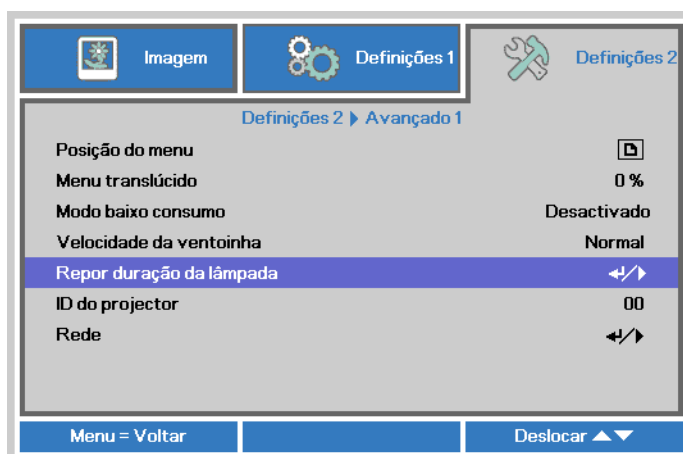 Imagem
Definições 1
Definições 2
Definições 2 Avançado 1
Posição do menu
Menu translúcido 0 %
Modo baixo consumo Desactivado
Velocidade da ventoinha Normal
Repor duração da lâmpada
ID do projector 00
Rede
Menu = Voltar
Deslocar